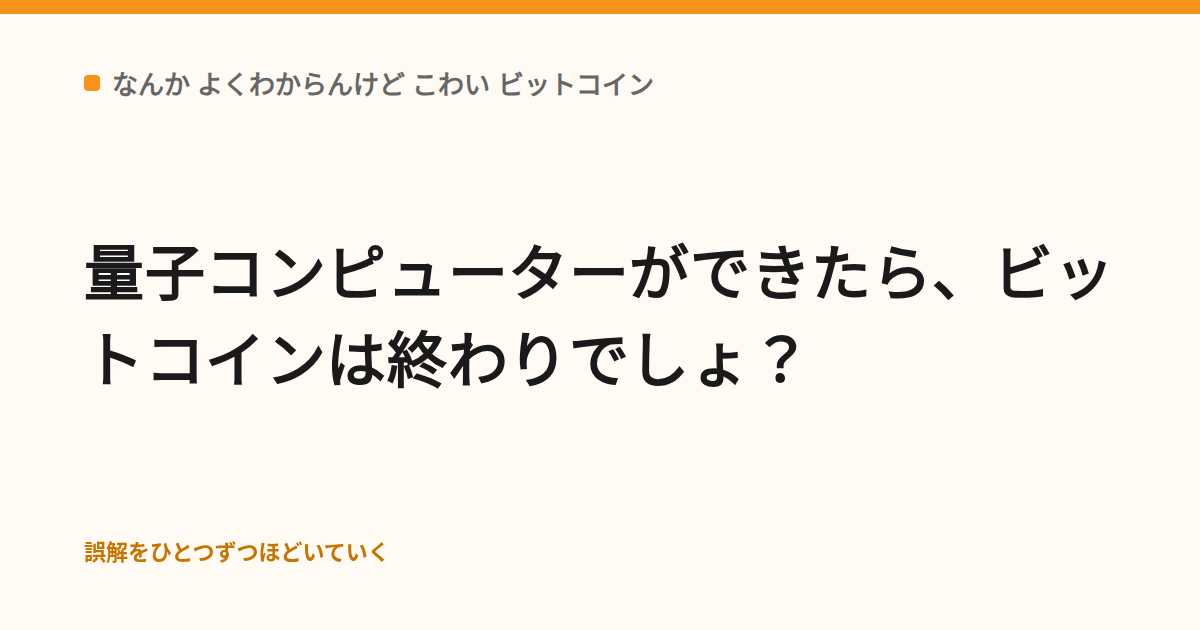 なんか よくわからんけど こわい ビットコイン
量子コンピューターができたら、ビッ
トコインは終わりでしょ？
誤解をひとつずつほどいていく